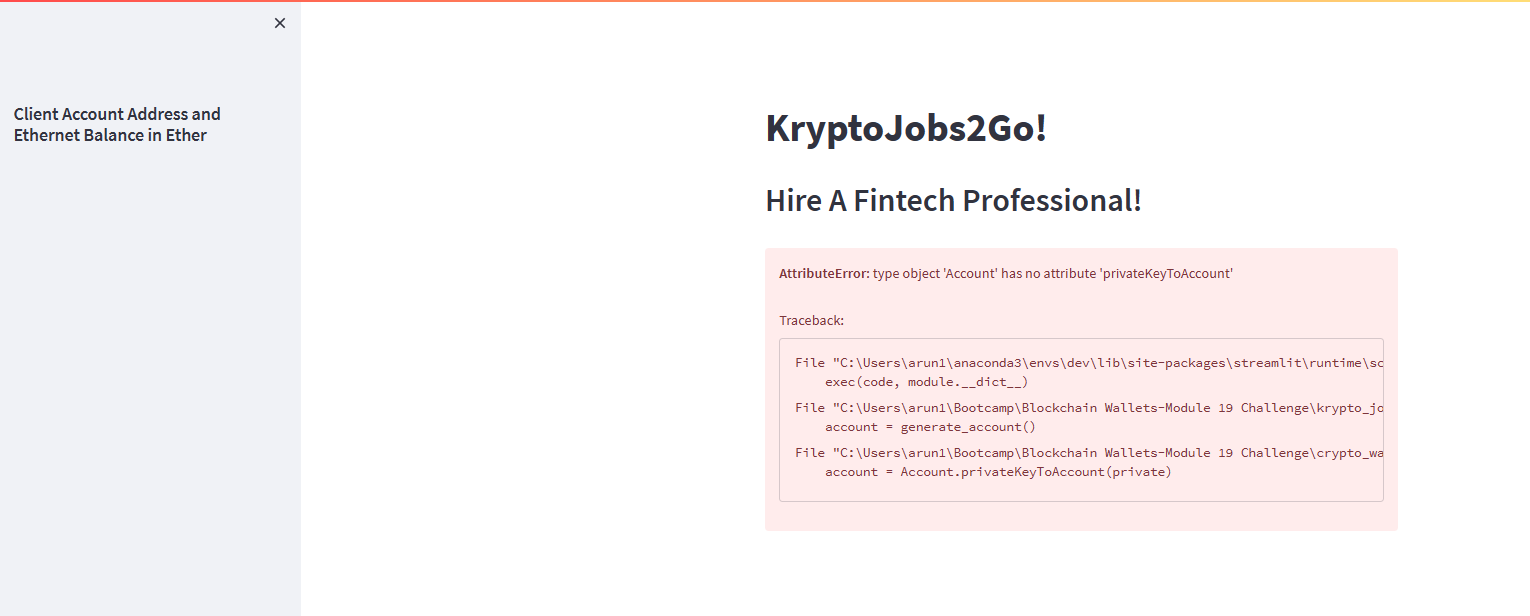 Client Account Address and
Ethernet Balance in Ether
KryptoJobs2Go!
Hire A Fintech Professional!
AttributeError: type object 'Account' has no attribute 'privateKeyToAccount'
Traceback:
File "C:\Users\arun1\anaconda3\envs\dev\lib\site-packages\streamlit\runtime\sc
exec(code, module.__dict__)
File "C:\Users\arun1\Bootcamp\Blockchain Wallets-Module 19 Challenge\krypto_jo
account = generate_account()
File "C:\Users\arun1\Bootcamp\Blockchain Wallets-Module 19 Challenge\crypto_wa
account = Account.privateKeyToAccount(private)